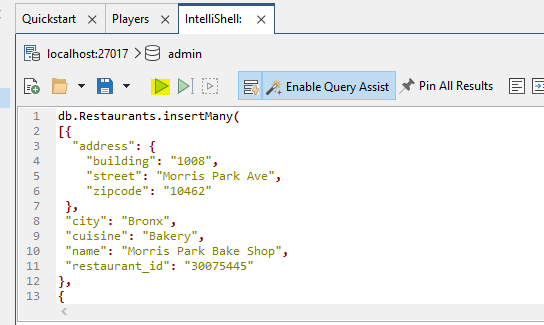 Quickstart Players IntelliShell:
localhost:27017 admin
Enable Query Assist Pin All Results
1 db.Restaurants.insertMany(
2 [{
3 "address": {
4 "building": "1008",
5 "street": "Morris Park Ave",
6 "zipcode": "10462"
7 },
8 "city": "Bronx",
9 "cuisine": "Bakery",
10 "name": "Morris Park Bake Shop",
11 "restaurant_id": "30075445"
12 },
13 {